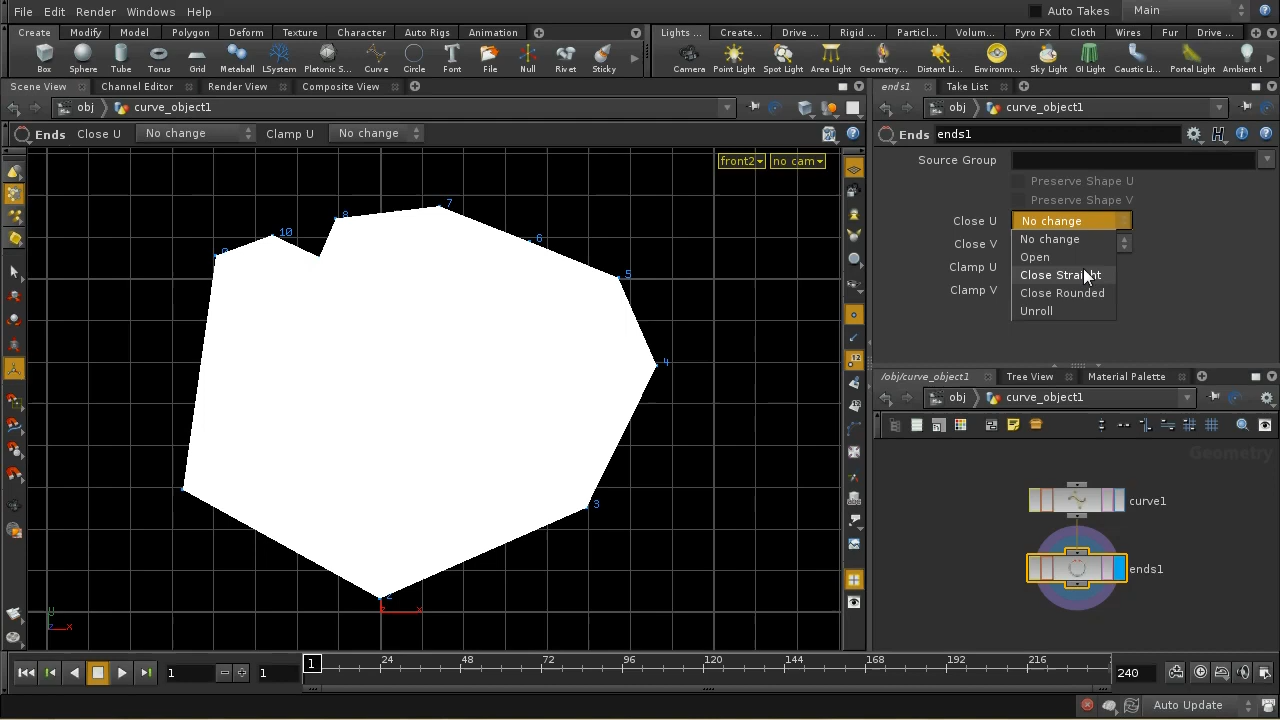 File Edit Render Windows Help
Auto Takes Main
Create Modify Model Polygon Deform Texture Character Auto Rigs Animation
Lights ... Create... Drive ... Rigid ... Particl... Volum... Pyro FX Cloth Wires Fur Drive ...
Box Sphere Tube Torus Grid Metaball LSystem Platonic ... Curve Circle Font File Null Rivet Sticky
Camera Point Light Spot Light Area Light Geometry... Distant Li... Environm... Sky Light GI Light Caustic Li... Portal Light Ambient l
Scene View Channel Editor Render View Compositing View
ends1 Take List
obj curve_object1
obj curve_object1
Ends Close U No change Clamp U No change
Ends ends1
front2 no cam
Source Group
Preserve Shape U
Preserve Shape V
Close U No change
Close V
Clamp U
Clamp V
No change
Open
Close Straight
Close Rounded
Unroll
7
8
10
9
6
5
4
3
2
/obj/curve_object1 Tree View Material Palette
obj curve_object1
Geometry
curve1
ends1
1 1 1 24 48 72 96 120 144 168 192 216 240
Auto Update